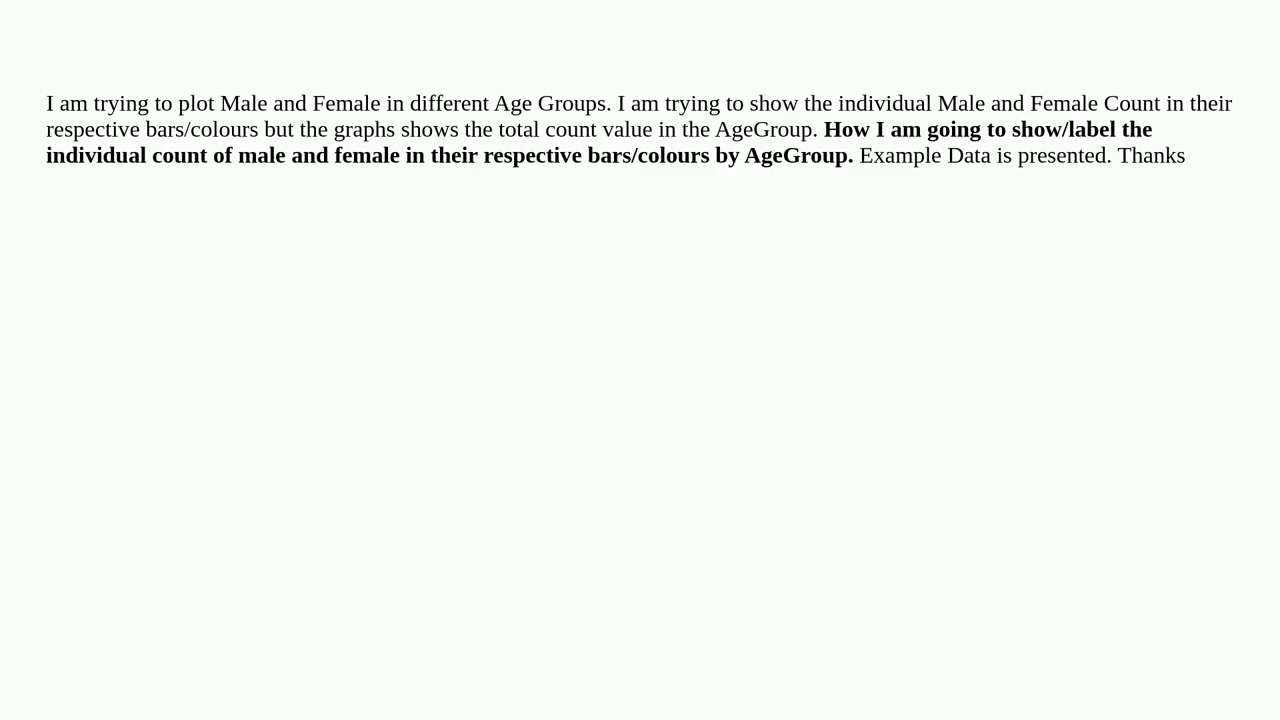 I am trying to plot Male and Female in different Age Groups. I am trying to show the individual Male and Female Count in their
respective bars/colours but the graphs shows the total count value in the AgeGroup. How I am going to show/label the
individual count of male and female in their respective bars/colours by AgeGroup. Example Data is presented. Thanks